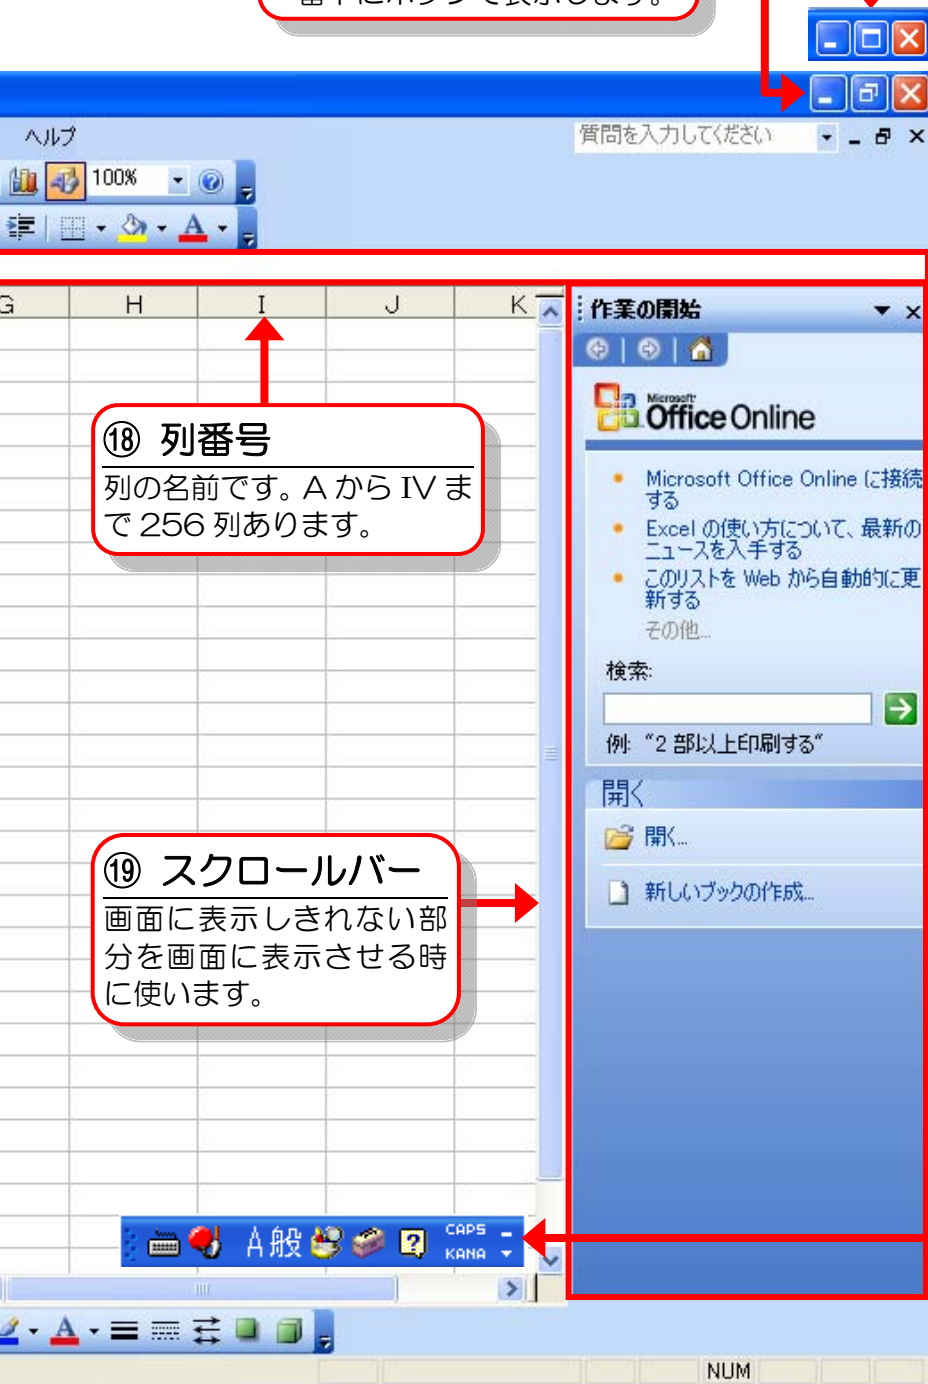 ヘルプ
質問を入力してください
100%
G H I J K
作業の開始
Microsoft
Office Online
⑱ 列番号
列の名前です。A から IV ま
で 256 列あります。
Microsoft Office Online に接続
する
Excel の使い方について、最新の
ニュースを入手する
このリストを Web から自動的に更
新する
その他...
検索:
例: "2 部以上印刷する"
開く
開く...
新しいブックの作成...
⑲ スクロールバー
画面に表示しきれない部
分を画面に表示させる時
に使います。
A 般
CAPS
KANA
NUM